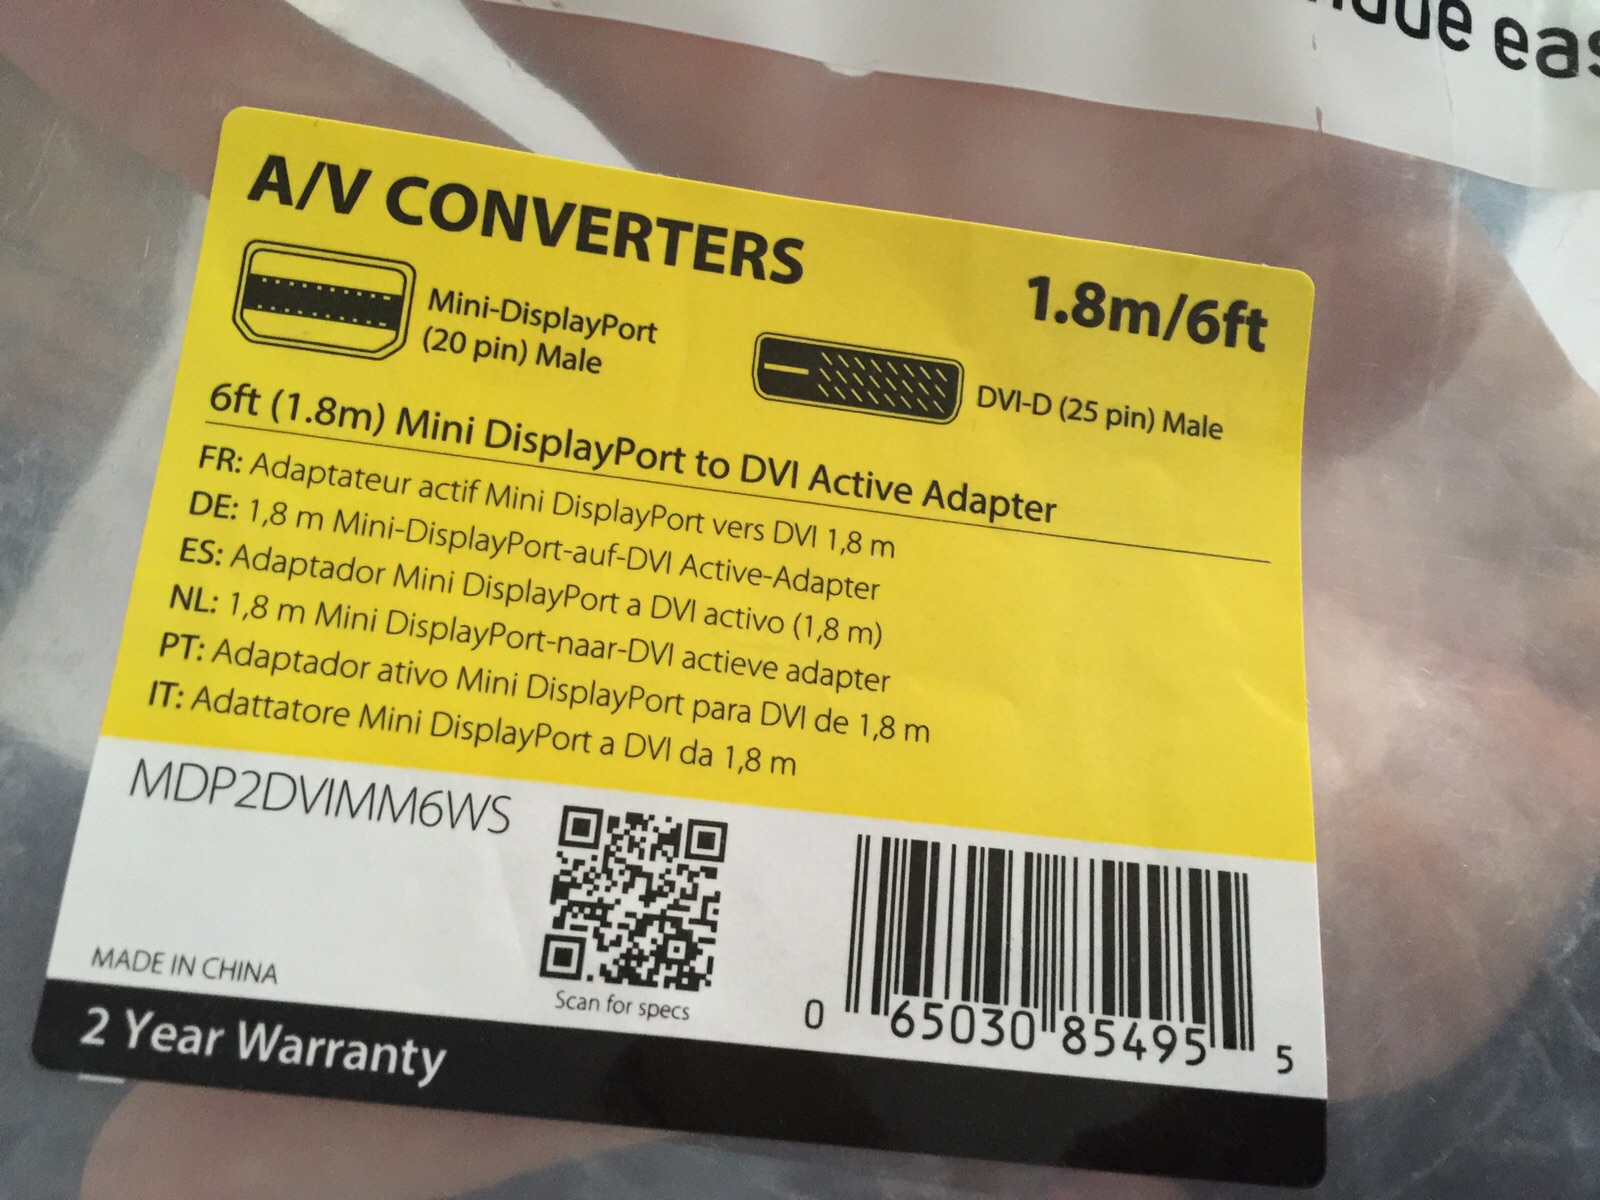 eas
A/V CONVERTERS
1.8m/6ft
Mini-DisplayPort
(20 pin) Male
DVI-D (25 pin) Male
6ft (1.8m) Mini DisplayPort to DVI Active Adapter
FR: Adaptateur actif Mini DisplayPort vers DVI 1,8 m
DE: 1,8 m Mini-DisplayPort-auf-DVI Active-Adapter
ES: Adaptador Mini DisplayPort a DVI activo (1,8 m)
NL: 1,8 m Mini DisplayPort-naar-DVI actieve adapter
PT: Adaptador ativo Mini DisplayPort para DVI de 1,8 m
IT: Adattatore Mini DisplayPort a DVI da 1,8 m
MDP2DVIMM6WS
MADE IN CHINA
Scan for specs
0 65030 85495 5
2 Year Warranty